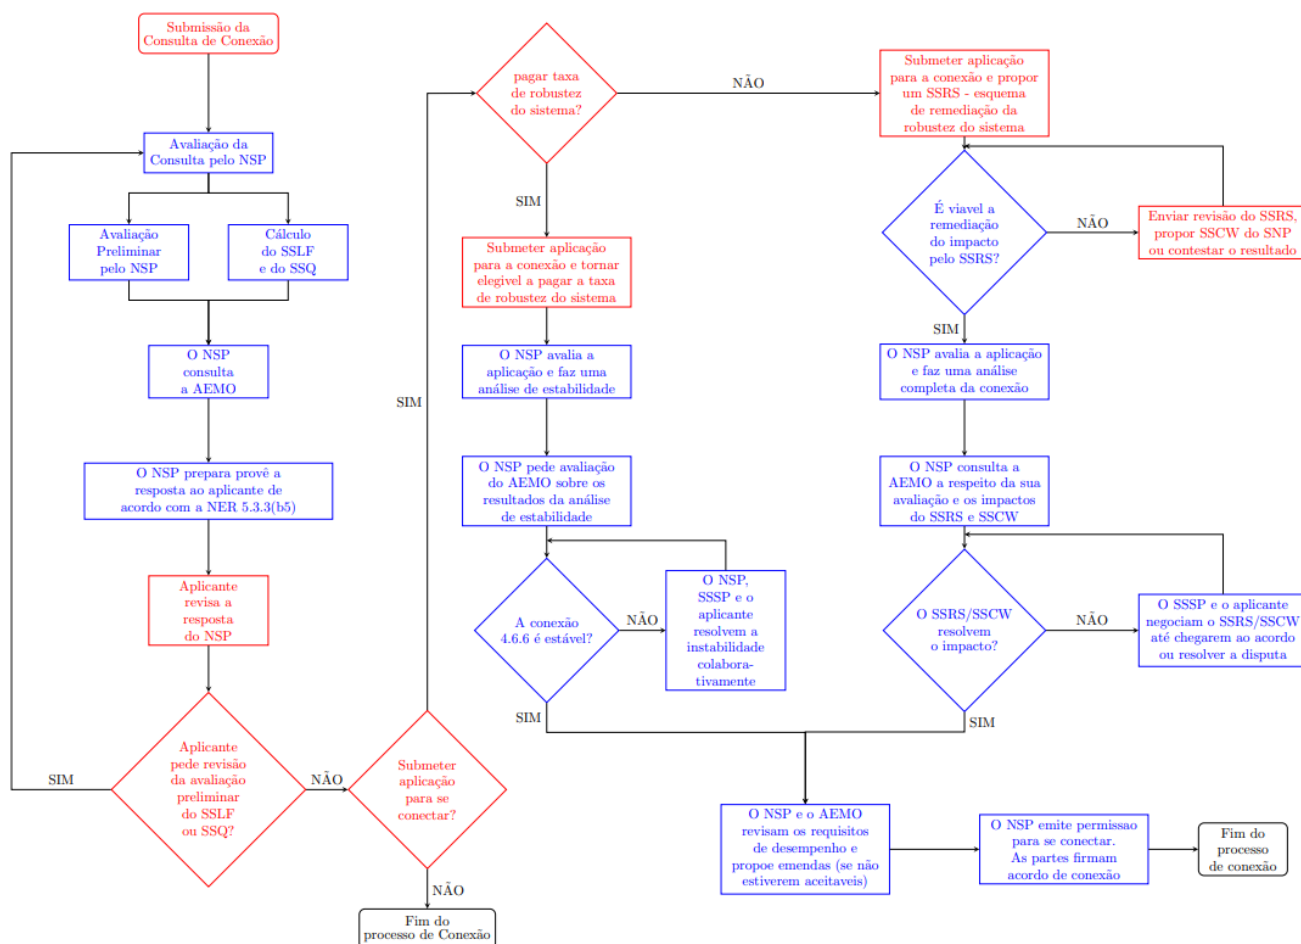 Submissão da
Consulta de Conexão
Avaliação da
Consulta pelo NSP
Avaliação
Preliminar
pelo NSP
Cálculo
do SSLF
e do SSQ
O NSP
consulta
a AEMO
O NSP prepara provê a
resposta ao aplicante de
acordo com a NER 5.3.3(b5)
Aplicante
revisa a
resposta
do NSP
Aplicante
pede revisão
da avaliação
preliminar
do SSLF
ou SSQ?
SIM
NÃO
Submeter
aplicação
para se
conectar?
NÃO
Fim do
processo de Conexão
SIM
pagar taxa
de robustez
do sistema?
NÃO
SIM
Submeter aplicação
para a conexão e tornar
elegivel a pagar a taxa
de robustez do sistema
O NSP avalia a
aplicação e faz uma
análise de estabilidade
O NSP pede avaliação
do AEMO sobre os
resultados da análise
de estabilidade
A conexão
4.6.6 é estável?
NÃO
O NSP,
SSSP e o
aplicante
resolvem a
instabilidade
colabora-
tivamente
SIM
Submeter aplicação
para a conexão e propor
um SSRS - esquema
de remediação da
robustez do sistema
É viavel a
remediação
do impacto
pelo SSRS?
NÃO
Enviar revisão do SSRS,
propor SSCW do SNP
ou contestar o resultado
SIM
O NSP avalia a aplicação
e faz uma análise
completa da conexão
O NSP consulta a
AEMO a respeito da sua
avaliação e os impactos
do SSRS e SSCW
O SSRS/SSCW
resolvem
o impacto?
NÃO
O SSSP e o aplicante
negociam o SSRS/SSCW
até chegarem ao acordo
ou resolver a disputa
SIM
O NSP e o AEMO
revisam os requisitos
de desempenho e
propoe emendas (se não
estiverem aceitaveis)
O NSP emite permissao
para se conectar.
As partes firmam
acordo de conexão
Fim do
processo
de conexão